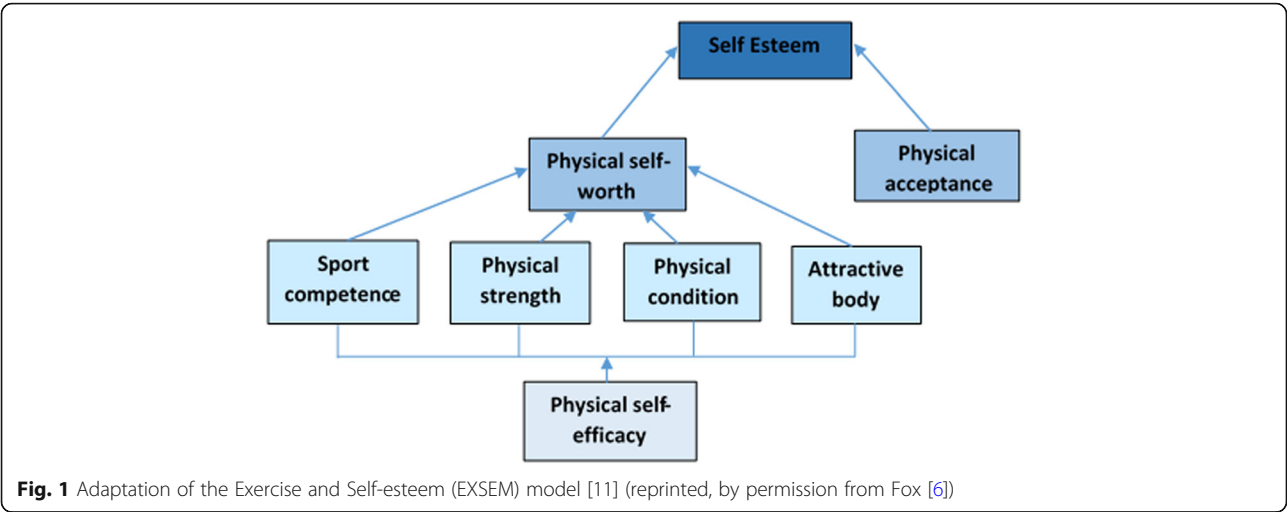 Self Esteem
Physical self-
worth
Physical
acceptance
Sport
competence
Physical
strength
Physical
condition
Attractive
body
Physical self-
efficacy
Fig. 1 Adaptation of the Exercise and Self-esteem (EXSEM) model [11] (reprinted, by permission from Fox [6])